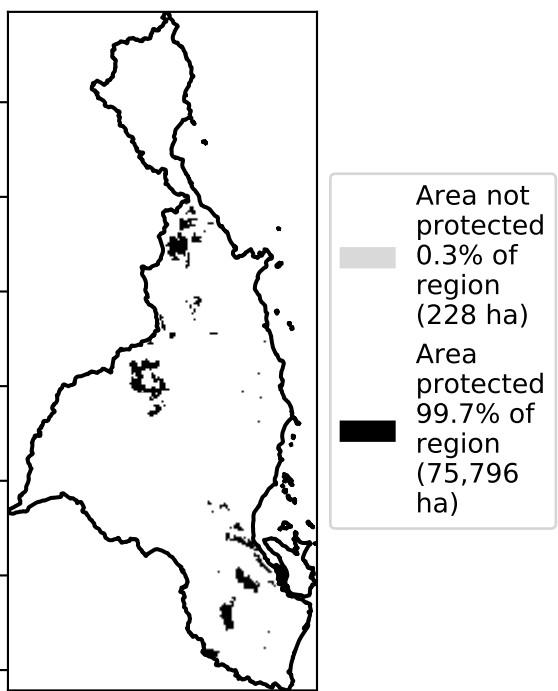 Area not
protected
0.3% of
region
(228 ha)
Area
protected
99.7% of
region
(75,796
ha)